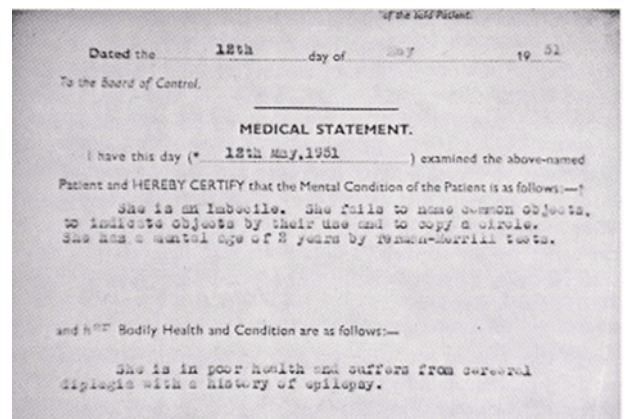 of the said Patient.
Dated the 12th day of May 19 51
To the Board of Control.
MEDICAL STATEMENT.
I have this day (* 12th May,1951 ) examined the above-named
Patient and HEREBY CERTIFY that the Mental Condition of the Patient is as follows:—†
She is an Imbecile. She fails to name common objects,
to indicate objects by their use and to copy a circle.
She has a mental age of 2 years by Terman-Merrill tests.
and her Bodily Health and Condition are as follows:—
She is in poor health and suffers from cerebral
diplegia with a history of epilepsy.